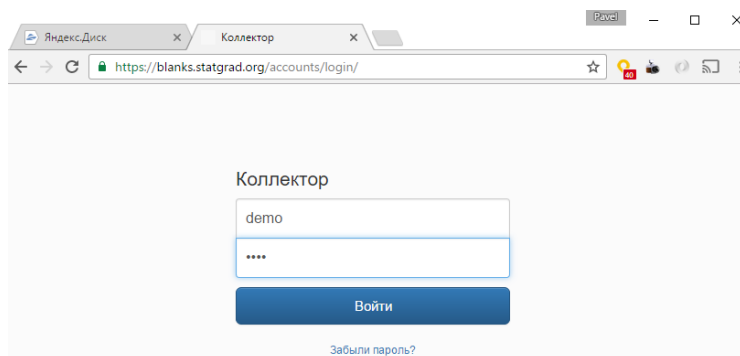 Pavel
Яндекс.Диск
Коллектор
https://blanks.statgrad.org/accounts/login/
40
Коллектор
demo
••••
Войти
Забыли пароль?